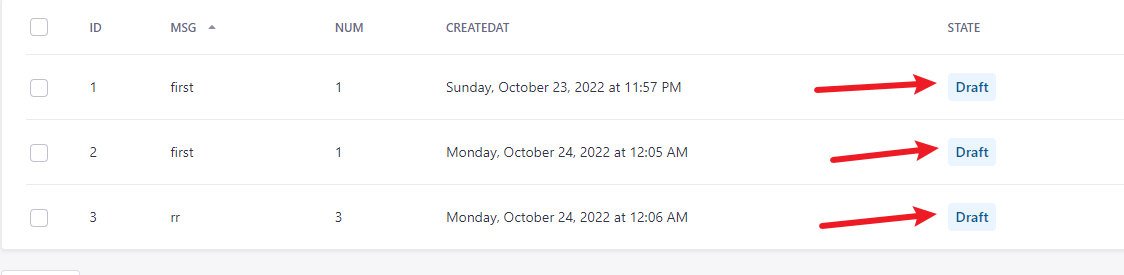 ID MSG NUM CREATEDAT STATE
1 first 1 Sunday, October 23, 2022 at 11:57 PM Draft
2 first 1 Monday, October 24, 2022 at 12:05 AM Draft
3 rr 3 Monday, October 24, 2022 at 12:06 AM Draft